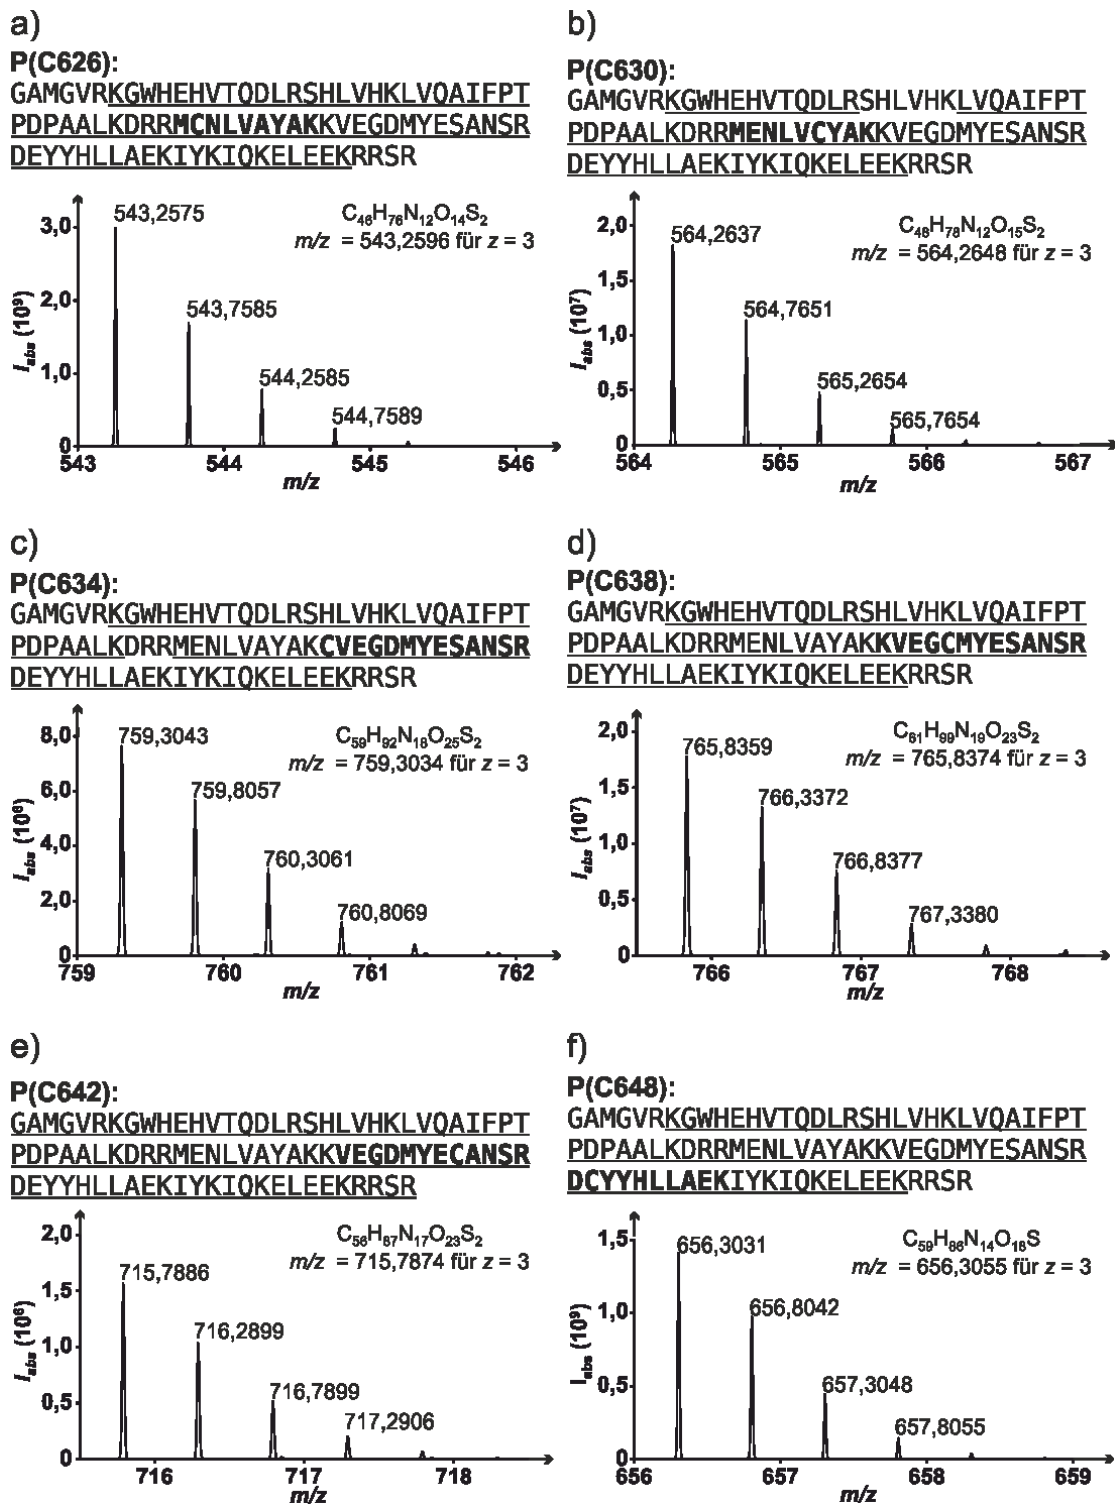 a)
P(C626):
GAMGVRKGWHEHVTQDLRSHLVHKLVQAIFPT
PDPAALKDRRMCNLVAYAKKVEGDMYESANSR
DEYYHLLAEKIYKIQKELEEKRRSR
3,0
2,0
1,0
0
Iabs (10⁹)
543,2575
543,7585
544,2585
544,7589
C₄₆H₇₆N₁₂O₁₄S₂
m/z = 543,2596 für z = 3
543
544
545
546
m/z
b)
P(C630):
GAMGVRKGWHEHVTQDLRSHLVHKLVQAIFPT
PDPAALKDRRMENLVCYAKKVEGDMYESANSR
DEYYHLLAEKIYKIQKELEEKRRSR
2,0
1,5
1,0
0,5
0
Iabs (10⁷)
564,2637
564,7651
565,2654
565,7654
C₄₈H₇₈N₁₂O₁₅S₂
m/z = 564,2648 für z = 3
564
565
566
567
m/z
c)
P(C634):
GAMGVRKGWHEHVTQDLRSHLVHKLVQAIFPT
PDPAALKDRRMENLVAYAKCVEGDMYESANSR
DEYYHLLAEKIYKIQKELEEKRRSR
8,0
6,0
4,0
2,0
0
Iabs (10⁶)
759,3043
759,8057
760,3061
760,8069
C₅₉H₉₂N₁₈O₂₅S₂
m/z = 759,3034 für z = 3
759
760
761
762
m/z
d)
P(C638):
GAMGVRKGWHEHVTQDLRSHLVHKLVQAIFPT
PDPAALKDRRMENLVAYAKKVEGCMYESANSR
DEYYHLLAEKIYKIQKELEEKRRSR
2,0
1,5
1,0
0,5
0
Iabs (10⁷)
765,8359
766,3372
766,8377
767,3380
C₆₁H₉₉N₁₉O₂₃S₂
m/z = 765,8374 für z = 3
766
767
768
m/z
e)
P(C642):
GAMGVRKGWHEHVTQDLRSHLVHKLVQAIFPT
PDPAALKDRRMENLVAYAKKVEGDMYECANSR
DEYYHLLAEKIYKIQKELEEKRRSR
2,0
1,5
1,0
0,5
0
Iabs (10⁶)
715,7886
716,2899
716,7899
717,2906
C₅₆H₈₇N₁₇O₂₃S₂
m/z = 715,7874 für z = 3
716
717
718
m/z
f)
P(C648):
GAMGVRKGWHEHVTQDLRSHLVHKLVQAIFPT
PDPAALKDRRMENLVAYAKKVEGDMYESANSR
DCYYHLLAEKIYKIQKELEEKRRSR
1,5
1,0
0,5
0
Iabs (10⁹)
656,3031
656,8042
657,3048
657,8055
C₅₉H₈₆N₁₄O₁₈S
m/z = 656,3055 für z = 3
656
657
658
659
m/z